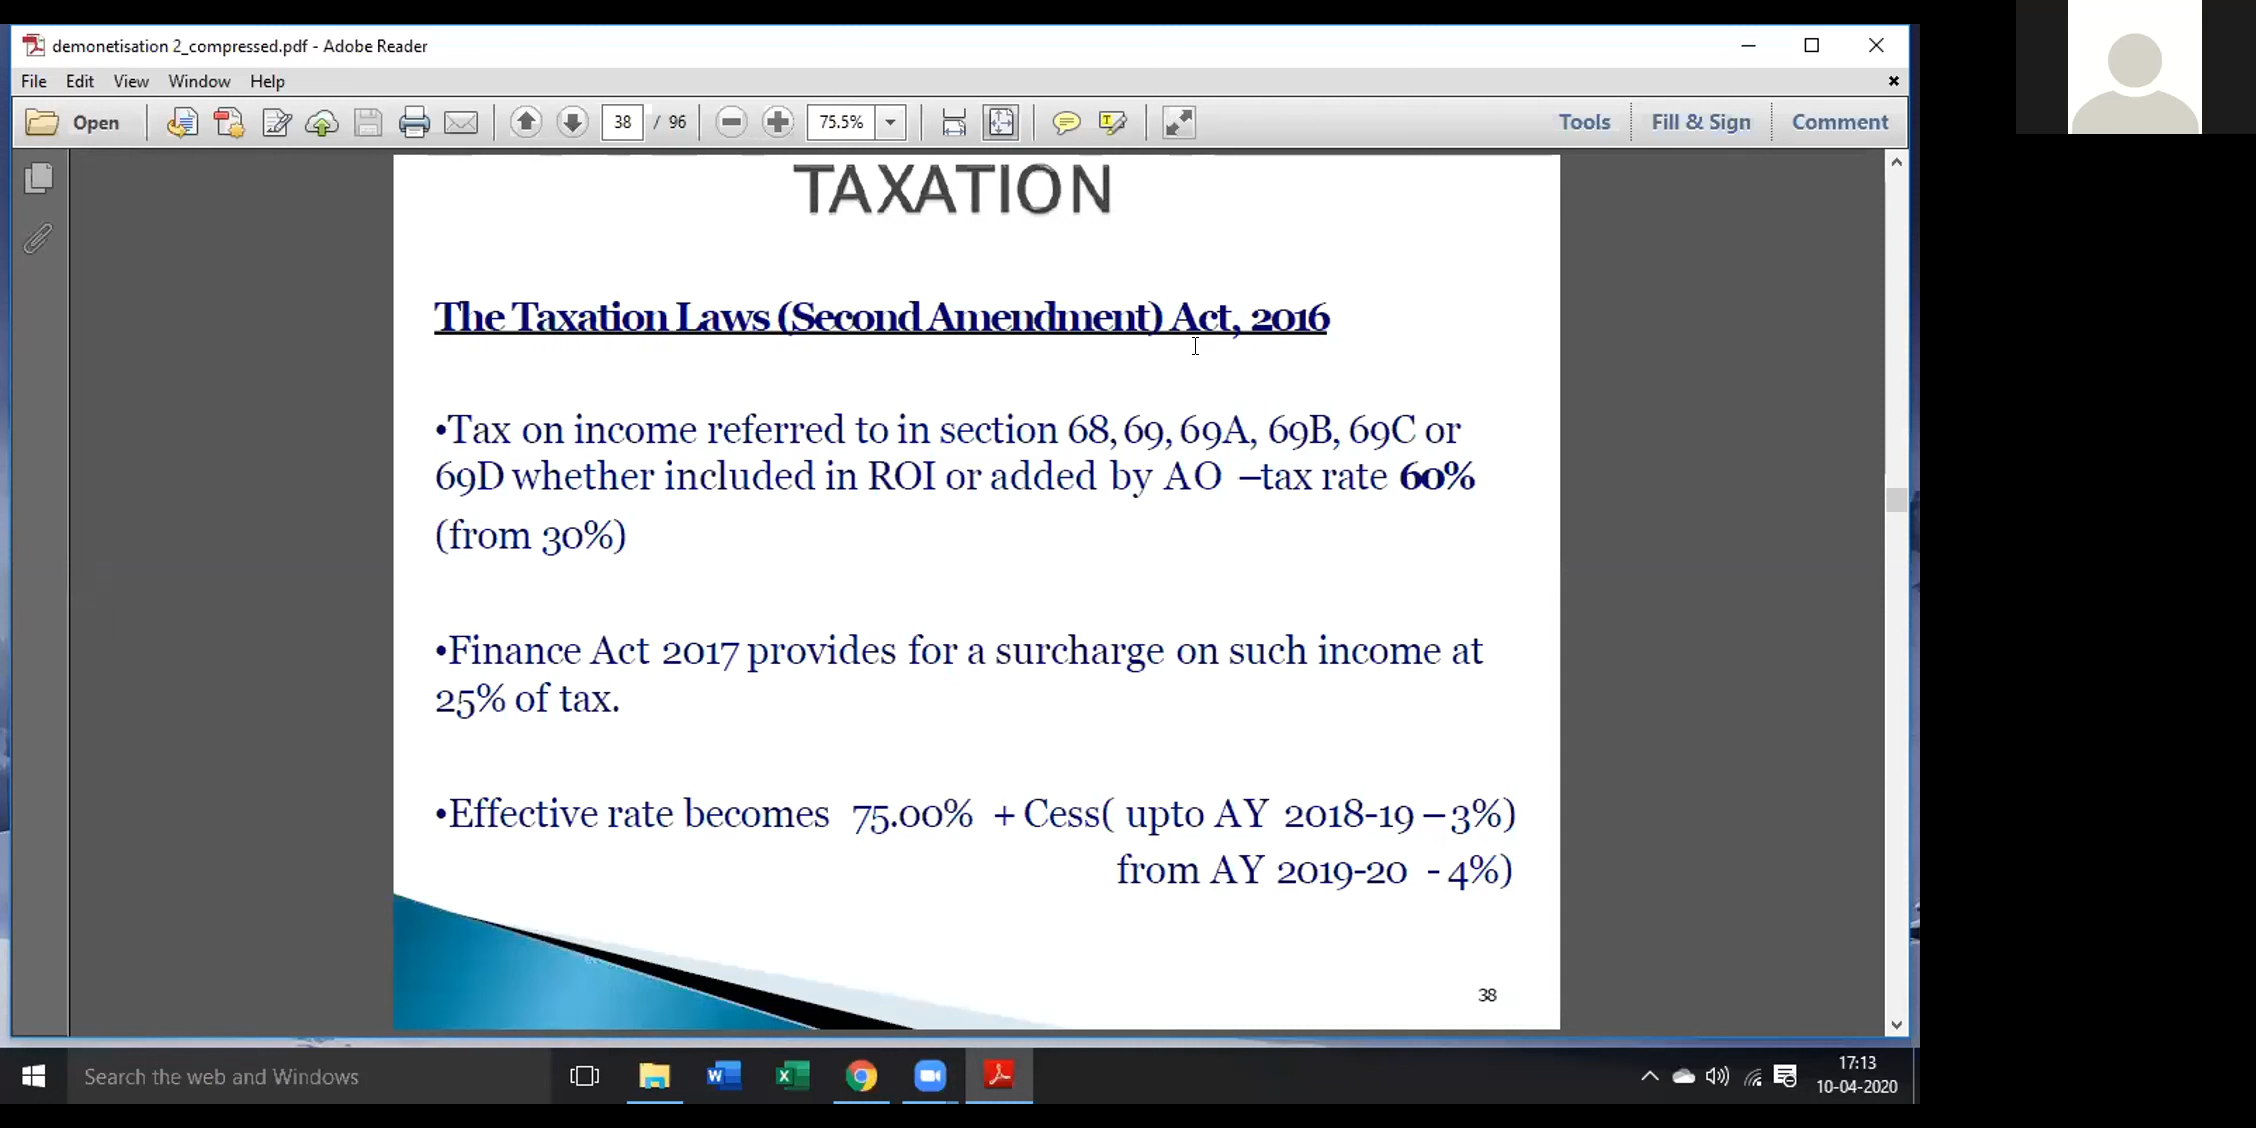 demonetisation 2_compressed.pdf - Adobe Reader
File Edit View Window Help
Open 38 / 96 75.5% Tools Fill & Sign Comment
TAXATION
The Taxation Laws (Second Amendment) Act, 2016
•Tax on income referred to in section 68, 69, 69A, 69B, 69C or
69D whether included in ROI or added by AO –tax rate 60%
(from 30%)
•Finance Act 2017 provides for a surcharge on such income at
25% of tax.
•Effective rate becomes 75.00% + Cess( upto AY 2018-19 – 3%)
from AY 2019-20 - 4%)
38
Search the web and Windows
17:13
10-04-2020